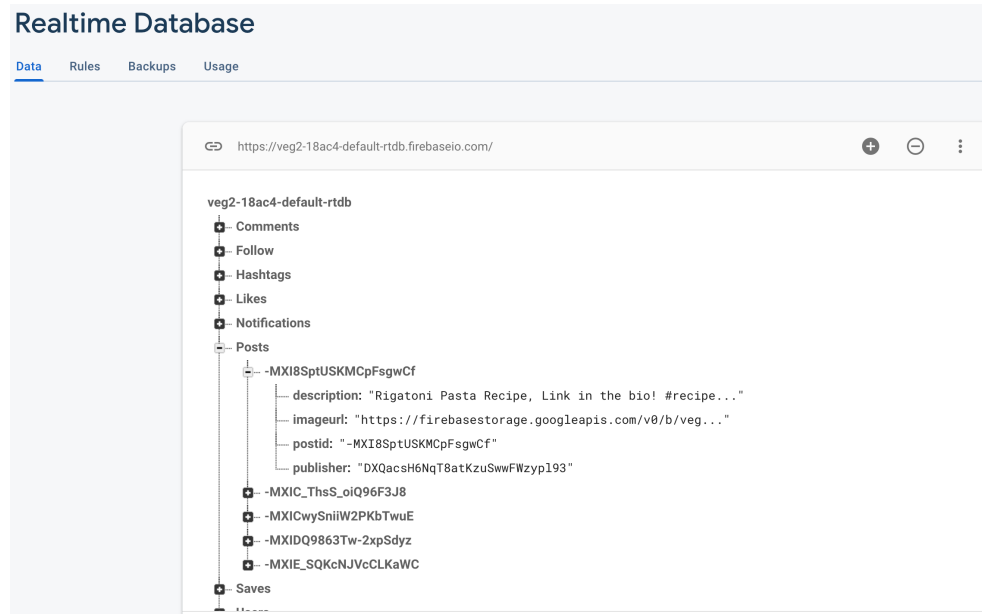 Realtime Database
Data Rules Backups Usage
https://veg2-18ac4-default-rtdb.firebaseio.com/
veg2-18ac4-default-rtdb
Comments
Follow
Hashtags
Likes
Notifications
Posts
-MXI8SptUSKMCpFsgwCf
description: "Rigatoni Pasta Recipe, Link in the bio! #recipe..."
imageurl: "https://firebasestorage.googleapis.com/v0/b/veg..."
postid: "-MXI8SptUSKMCpFsgwCf"
publisher: "DXQacsH6NqT8atKzuSwwFWzypl93"
-MXIC_ThsS_oiQ96F3J8
-MXICwySniiW2PKbTwuE
-MXIDQ9863Tw-2xpSdyz
-MXIE_SQKcNJVcCLKaWC
Saves